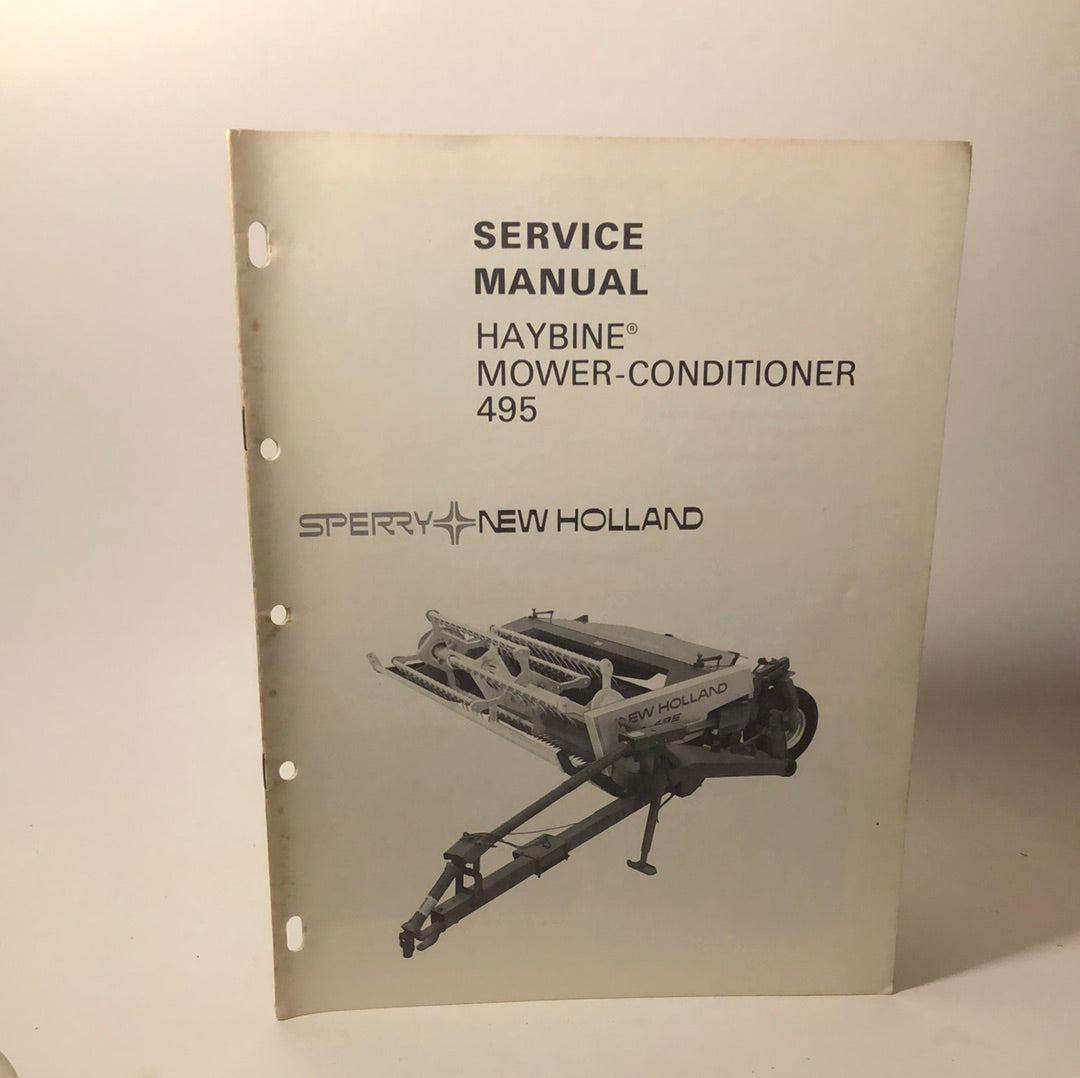 SERVICE
MANUAL
HAYBINE®
MOWER-CONDITIONER
495
SPERRY NEW HOLLAND
NEW HOLLAND
495